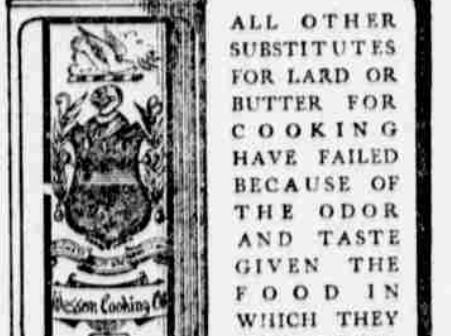 ALL OTHER
SUBSTITUTES
FOR LARD OR
BUTTER FOR
COOKING
HAVE FAILED
BECAUSE OF
THE ODOR
AND TASTE
GIVEN THE
FOOD IN
WHICH THEY
Wesson Cooking Oil